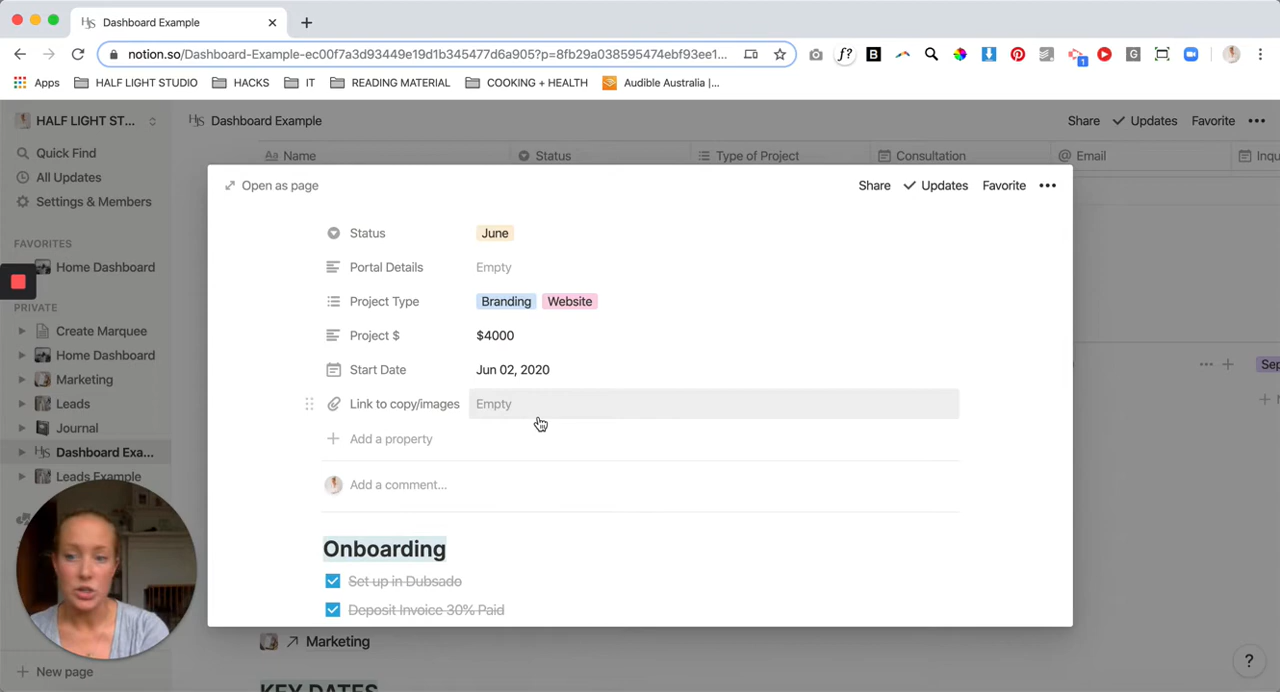 Dashboard Example
notion.so/Dashboard-Example-ec00f7a3d93449e19d1b345477d6a905?p=8fb29a038595474ebf93ee1...
Apps HALF LIGHT STUDIO HACKS IT READING MATERIAL COOKING + HEALTH Audible Australia |...
HALF LIGHT ST... Dashboard Example Share Updates Favorite
Quick Find
All Updates
Settings & Members
FAVORITES
Home Dashboard
PRIVATE
Create Marquee
Home Dashboard
Marketing
Leads
Journal
Dashboard Exa...
Leads Example
New page
Name Status Type of Project Consultation Email Inqu
Open as page Share Updates Favorite
Status June
Portal Details Empty
Project Type Branding Website
Project $ $4000
Start Date Jun 02, 2020
Link to copy/images Empty
Add a property
Add a comment...
Onboarding
Set up in Dubsado
Deposit Invoice 30% Paid
Marketing
KEY DATES
Sep
?